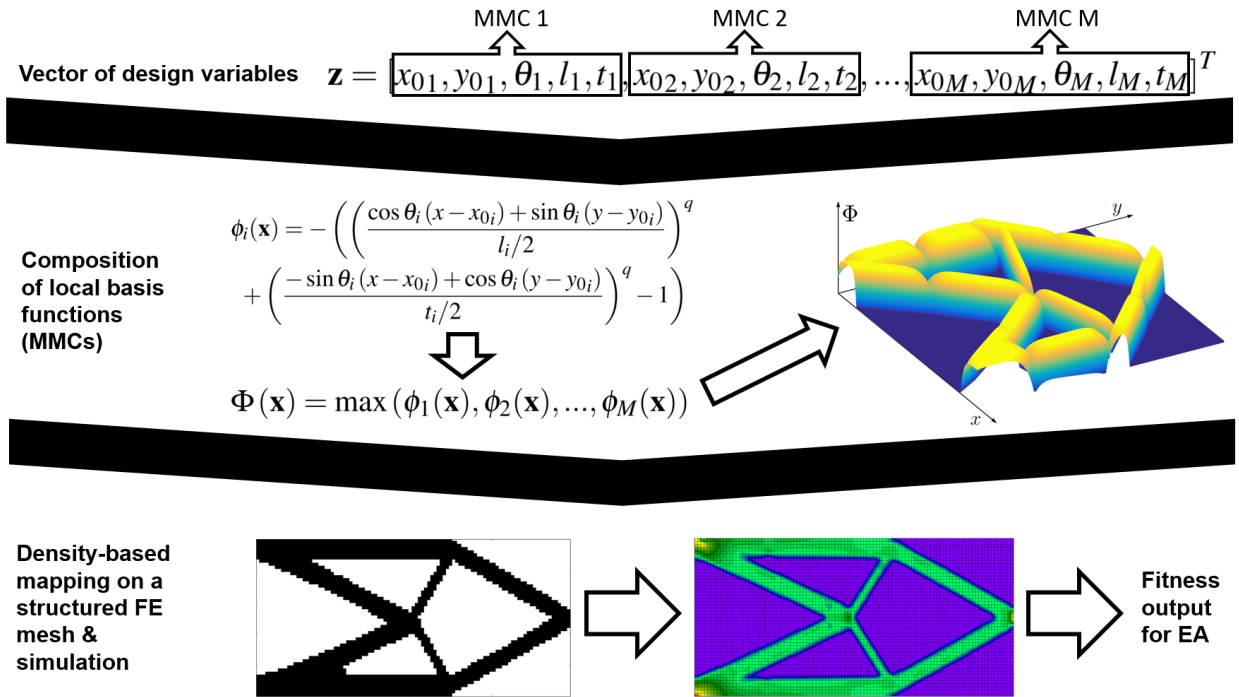 MMC 1 MMC 2 MMC M
Vector of design variables z = [x₀₁, y₀₁, θ₁, l₁, t₁, x₀₂, y₀₂, θ₂, l₂, t₂, ..., x₀M, y₀M, θM, lM, tM]ᵀ
Composition
of local basis
functions
(MMCs)
ϕᵢ(x) = −(((cos θᵢ (x − x₀ᵢ) + sin θᵢ (y − y₀ᵢ)) / (lᵢ/2))^q
+ ((−sin θᵢ (x − x₀ᵢ) + cos θᵢ (y − y₀ᵢ)) / (tᵢ/2))^q − 1)
Φ(x) = max (ϕ₁(x), ϕ₂(x), ..., ϕM(x))
Φ
y
x
Density-based
mapping on a
structured FE
mesh &
simulation
Fitness
output
for EA